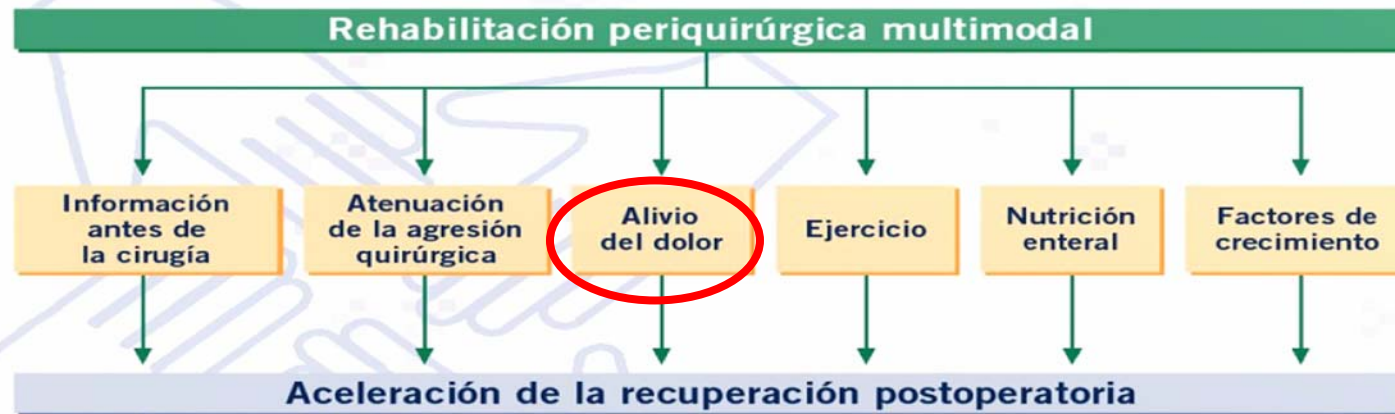 Rehabilitación periquirúrgica multimodal
Información
antes de
la cirugía
Atenuación
de la agresión
quirúrgica
Alivio
del dolor
Ejercicio
Nutrición
enteral
Factores de
crecimiento
Aceleración de la recuperación postoperatoria